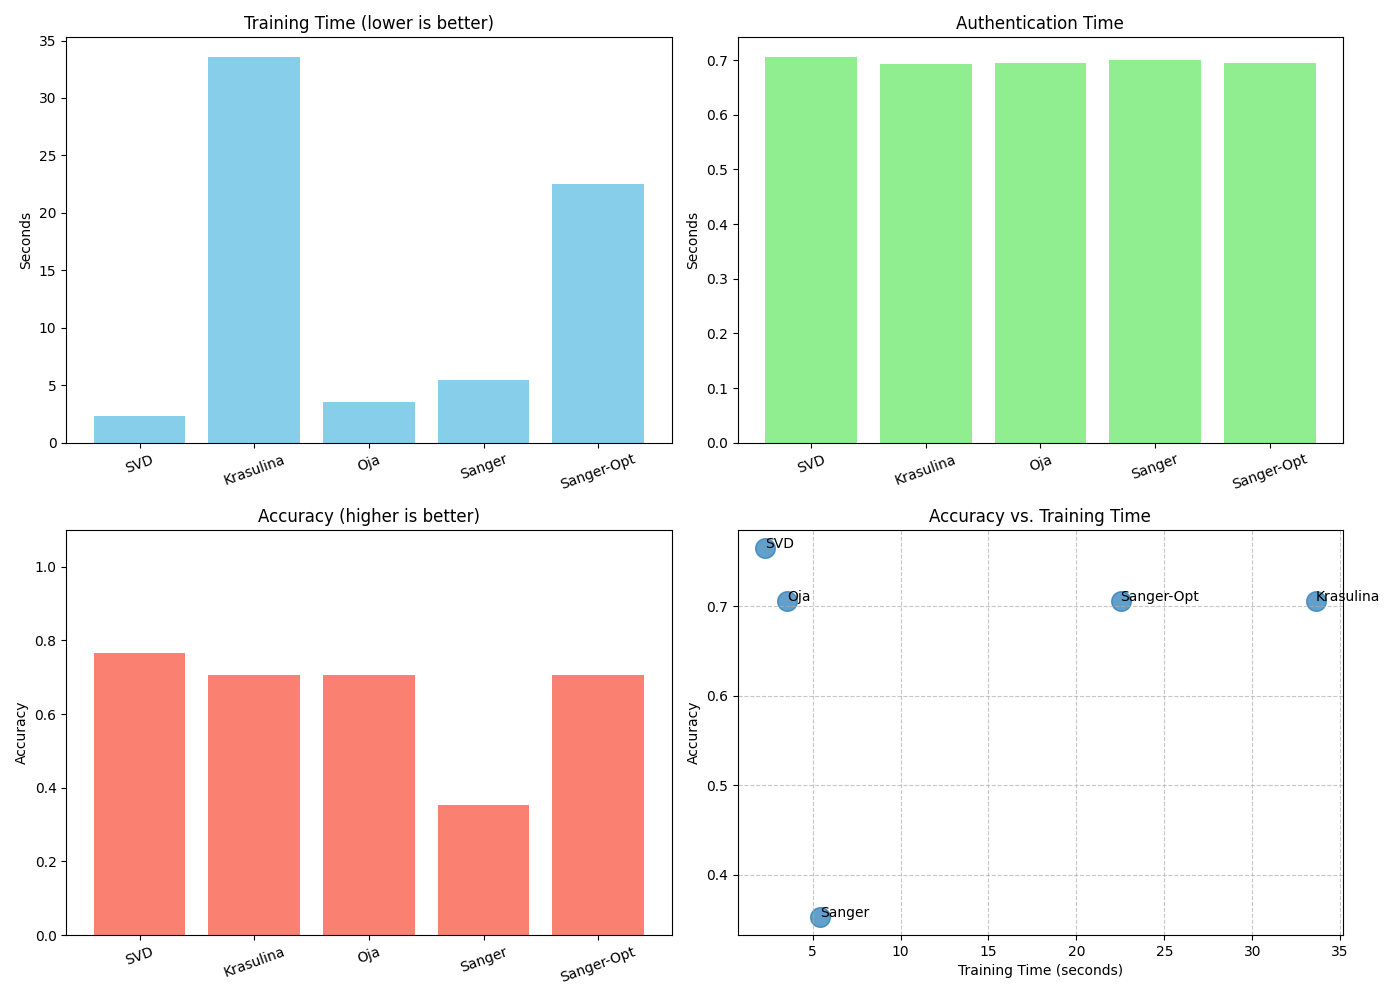 Training Time (lower is better)
35
30
25
20
15
10
5
0
Seconds
SVD
Krasulina
Oja
Sanger
Sanger-Opt
Authentication Time
0.7
0.6
0.5
0.4
0.3
0.2
0.1
0.0
Seconds
SVD
Krasulina
Oja
Sanger
Sanger-Opt
Accuracy (higher is better)
1.0
0.8
0.6
0.4
0.2
0.0
Accuracy
SVD
Krasulina
Oja
Sanger
Sanger-Opt
Accuracy vs. Training Time
0.7
0.6
0.5
0.4
Accuracy
SVD
Oja
Sanger-Opt
Krasulina
Sanger
5
10
15
20
25
30
35
Training Time (seconds)